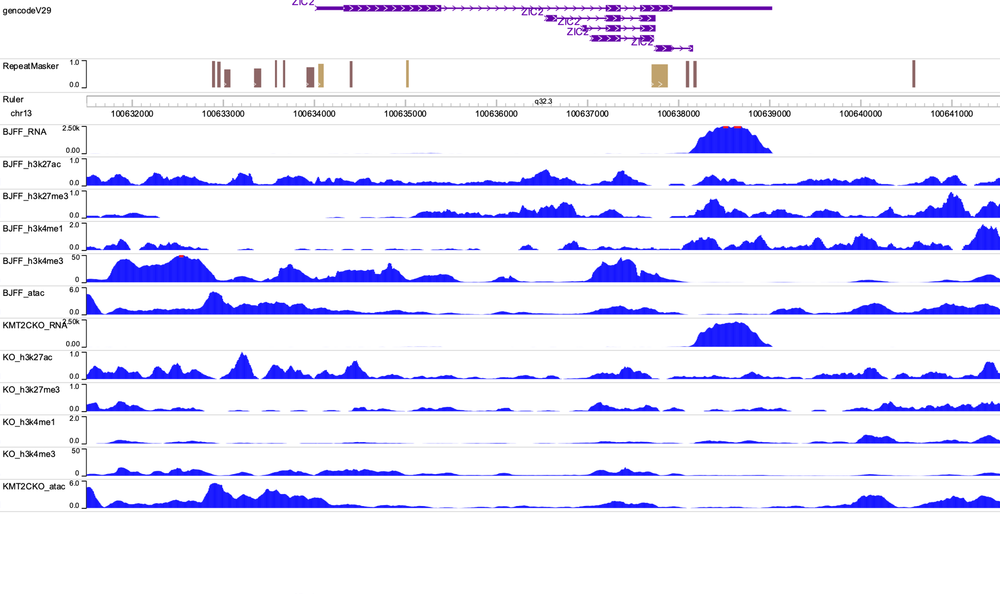 ZIC2
gencodeV29
ZIC2
ZIC2
ZIC2
ZIC2
RepeatMasker 1.0
0.0
Ruler q32.3
chr13 100632000 100633000 100634000 100635000 100636000 100637000 100638000 100639000 100640000 100641000
BJFF_RNA 2.50k
0.00
BJFF_h3k27ac 1.0
0.0
BJFF_h3k27me3 1.0
0.0
BJFF_h3k4me1 2.0
0.0
BJFF_h3k4me3 50
0
BJFF_atac 6.0
0.0
KMT2CKO_RNA 2.50k
0.00
KO_h3k27ac 1.0
0.0
KO_h3k27me3 1.0
0.0
KO_h3k4me1 2.0
0.0
KO_h3k4me3 50
0
KMT2CKO_atac 6.0
0.0